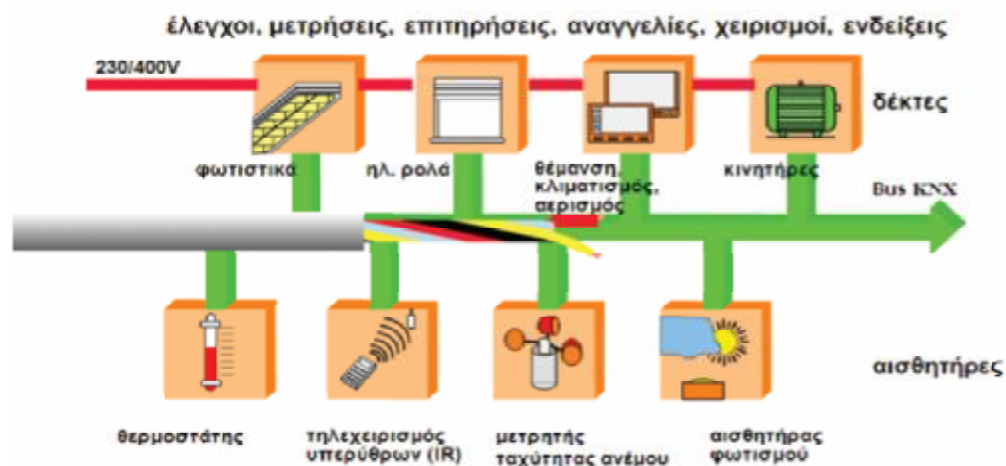 έλεγχοι, μετρήσεις, επιτηρήσεις, αναγγελίες, χειρισμοί, ενδείξεις
230/400V
δέκτες
φωτιστικά
ηλ. ρολά
θέμανση,
κλιματισμός,
αερισμός
κινητήρες
Bus KNX
αισθητήρες
θερμοστάτης
τηλεχειρισμός
υπερύθρων (IR)
μετρητής
ταχύτητας ανέμου
αισθητήρας
φωτισμού